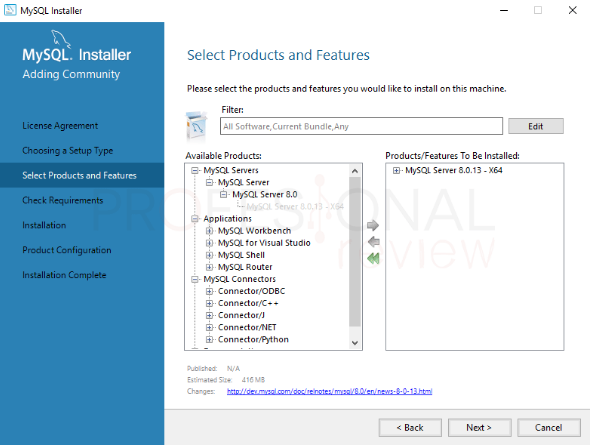 MySQL Installer
MySQL. Installer
Adding Community
License Agreement
Choosing a Setup Type
Select Products and Features
Check Requirements
Installation
Product Configuration
Installation Complete
Select Products and Features
Please select the products and features you would like to install on this machine.
Filter:
All Software,Current Bundle,Any
Edit
Available Products:
MySQL Servers
MySQL Server
MySQL Server 8.0
MySQL Server 8.0.13 - X64
Applications
MySQL Workbench
MySQL for Visual Studio
MySQL Shell
MySQL Router
MySQL Connectors
Connector/ODBC
Connector/C++
Connector/J
Connector/NET
Connector/Python
Products/Features To Be Installed:
MySQL Server 8.0.13 - X64
PROFESIONAL
review
Published: N/A
Estimated Size: 416 MB
Changes: http://dev.mysql.com/doc/relnotes/mysql/8.0/en/news-8-0-13.html
< Back
Next >
Cancel